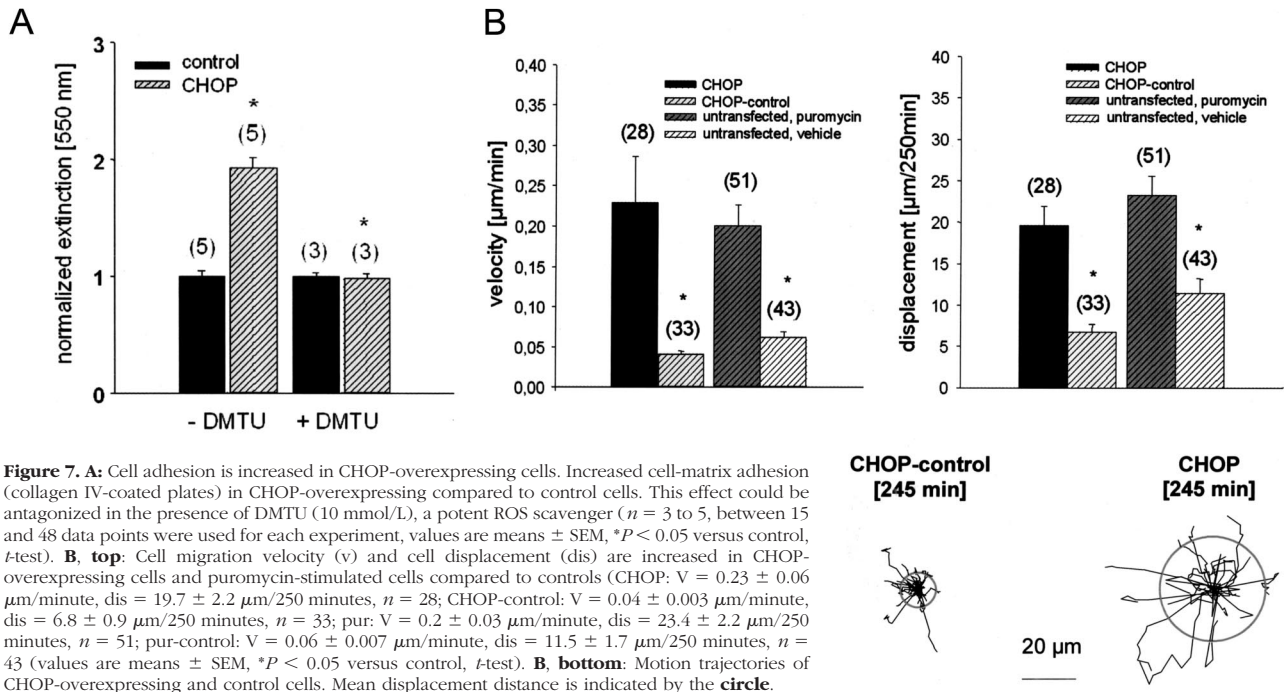 A
3
2
1
0
normalized extinction [550 nm]
control
CHOP
*
(5)
(5)
*
(3)
(3)
- DMTU + DMTU
B
0,40
0,35
0,30
0,25
0,20
0,15
0,10
0,05
0,00
velocity [µm/min]
CHOP
CHOP-control
untransfected, puromycin
untransfected, vehicle
(28)
*
(33)
(51)
*
(43)
40
35
30
25
20
15
10
5
0
displacement [µm/250min]
CHOP
CHOP-control
untransfected, puromycin
untransfected, vehicle
(28)
*
(33)
(51)
*
(43)
Figure 7. A: Cell adhesion is increased in CHOP-overexpressing cells. Increased cell-matrix adhesion
(collagen IV-coated plates) in CHOP-overexpressing compared to control cells. This effect could be
antagonized in the presence of DMTU (10 mmol/L), a potent ROS scavenger (n = 3 to 5, between 15
and 48 data points were used for each experiment, values are means ± SEM, *P < 0.05 versus control,
t-test). B, top: Cell migration velocity (v) and cell displacement (dis) are increased in CHOP-
overexpressing cells and puromycin-stimulated cells compared to controls (CHOP: V = 0.23 ± 0.06
µm/minute, dis = 19.7 ± 2.2 µm/250 minutes, n = 28; CHOP-control: V = 0.04 ± 0.003 µm/minute,
dis = 6.8 ± 0.9 µm/250 minutes, n = 33; pur: V = 0.2 ± 0.03 µm/minute, dis = 23.4 ± 2.2 µm/250
minutes, n = 51; pur-control: V = 0.06 ± 0.007 µm/minute, dis = 11.5 ± 1.7 µm/250 minutes, n =
43 (values are means ± SEM, *P < 0.05 versus control, t-test). B, bottom: Motion trajectories of
CHOP-overexpressing and control cells. Mean displacement distance is indicated by the circle.
CHOP-control
[245 min]
CHOP
[245 min]
20 µm